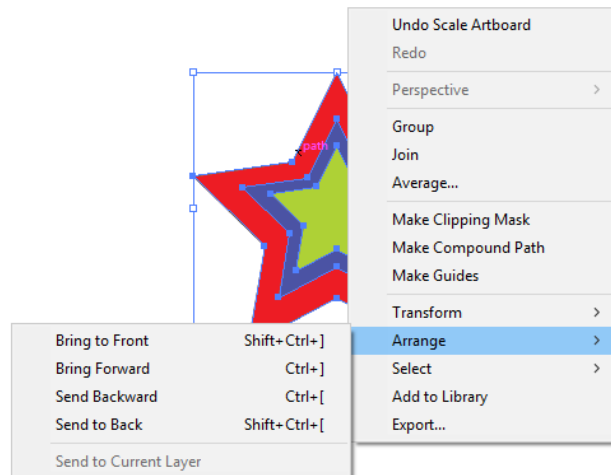 Undo Scale Artboard
Redo
Perspective
Group
Join
Average...
Make Clipping Mask
Make Compound Path
Make Guides
Transform
Arrange
Select
Add to Library
Export...
path
Bring to Front Shift+Ctrl+]
Bring Forward Ctrl+]
Send Backward Ctrl+[
Send to Back Shift+Ctrl+[
Send to Current Layer